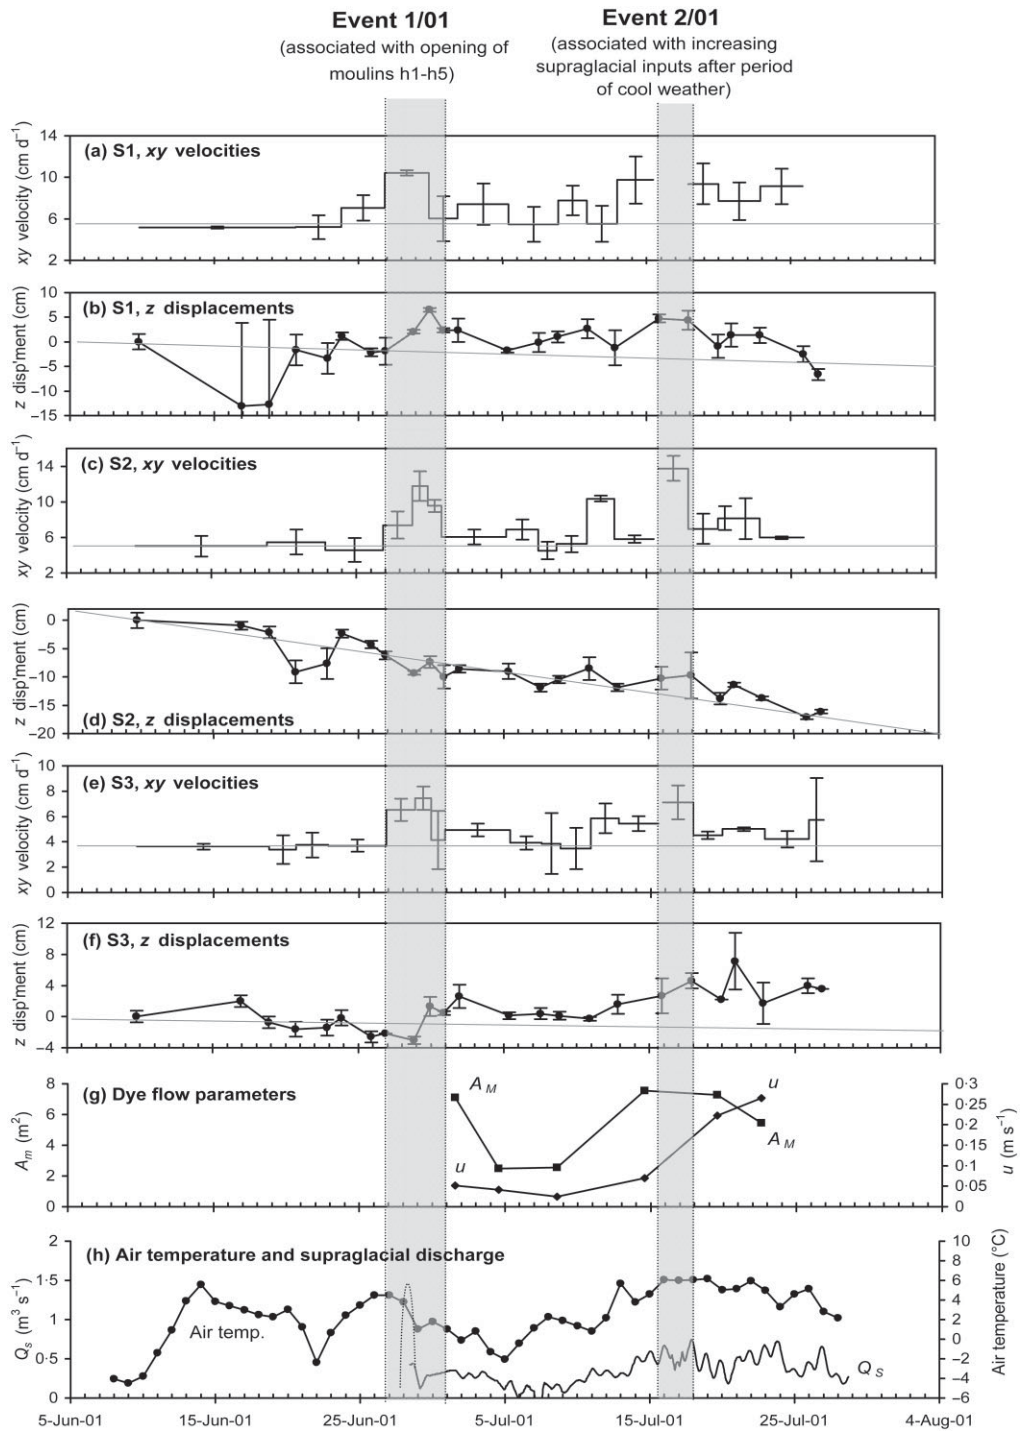 Event 1/01
(associated with opening of
moulins h1-h5)
Event 2/01
(associated with increasing
supraglacial inputs after period
of cool weather)
(a) S1, xy velocities
xy velocity (cm d⁻¹)
14
10
6
2
(b) S1, z displacements
z disp'ment (cm)
10
5
0
−5
−10
−15
(c) S2, xy velocities
xy velocity (cm d⁻¹)
14
10
6
2
z disp'ment (cm)
0
−5
−10
−15
−20
(d) S2, z displacements
(e) S3, xy velocities
xy velocity (cm d⁻¹)
10
8
6
4
2
0
(f) S3, z displacements
z disp'ment (cm)
12
8
4
0
−4
(g) Dye flow parameters
A_m (m²)
8
6
4
2
0
A_M
u
u
A_M
0·3
0·25
0·2
0·15
0·1
0·05
0
u (m s⁻¹)
(h) Air temperature and supraglacial discharge
Q_s (m³ s⁻¹)
2
1·5
1
0·5
0
Air temp.
Q_S
10
8
6
4
2
0
−2
−4
−6
Air temperature (°C)
5-Jun-01 15-Jun-01 25-Jun-01 5-Jul-01 15-Jul-01 25-Jul-01 4-Aug-01